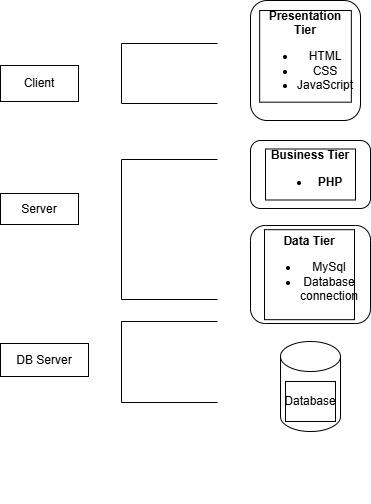 Presentation
Tier
• HTML
• CSS
• JavaScript
Client
Business Tier
• PHP
Server
Data Tier
• MySql
• Database
connection
DB Server
Database